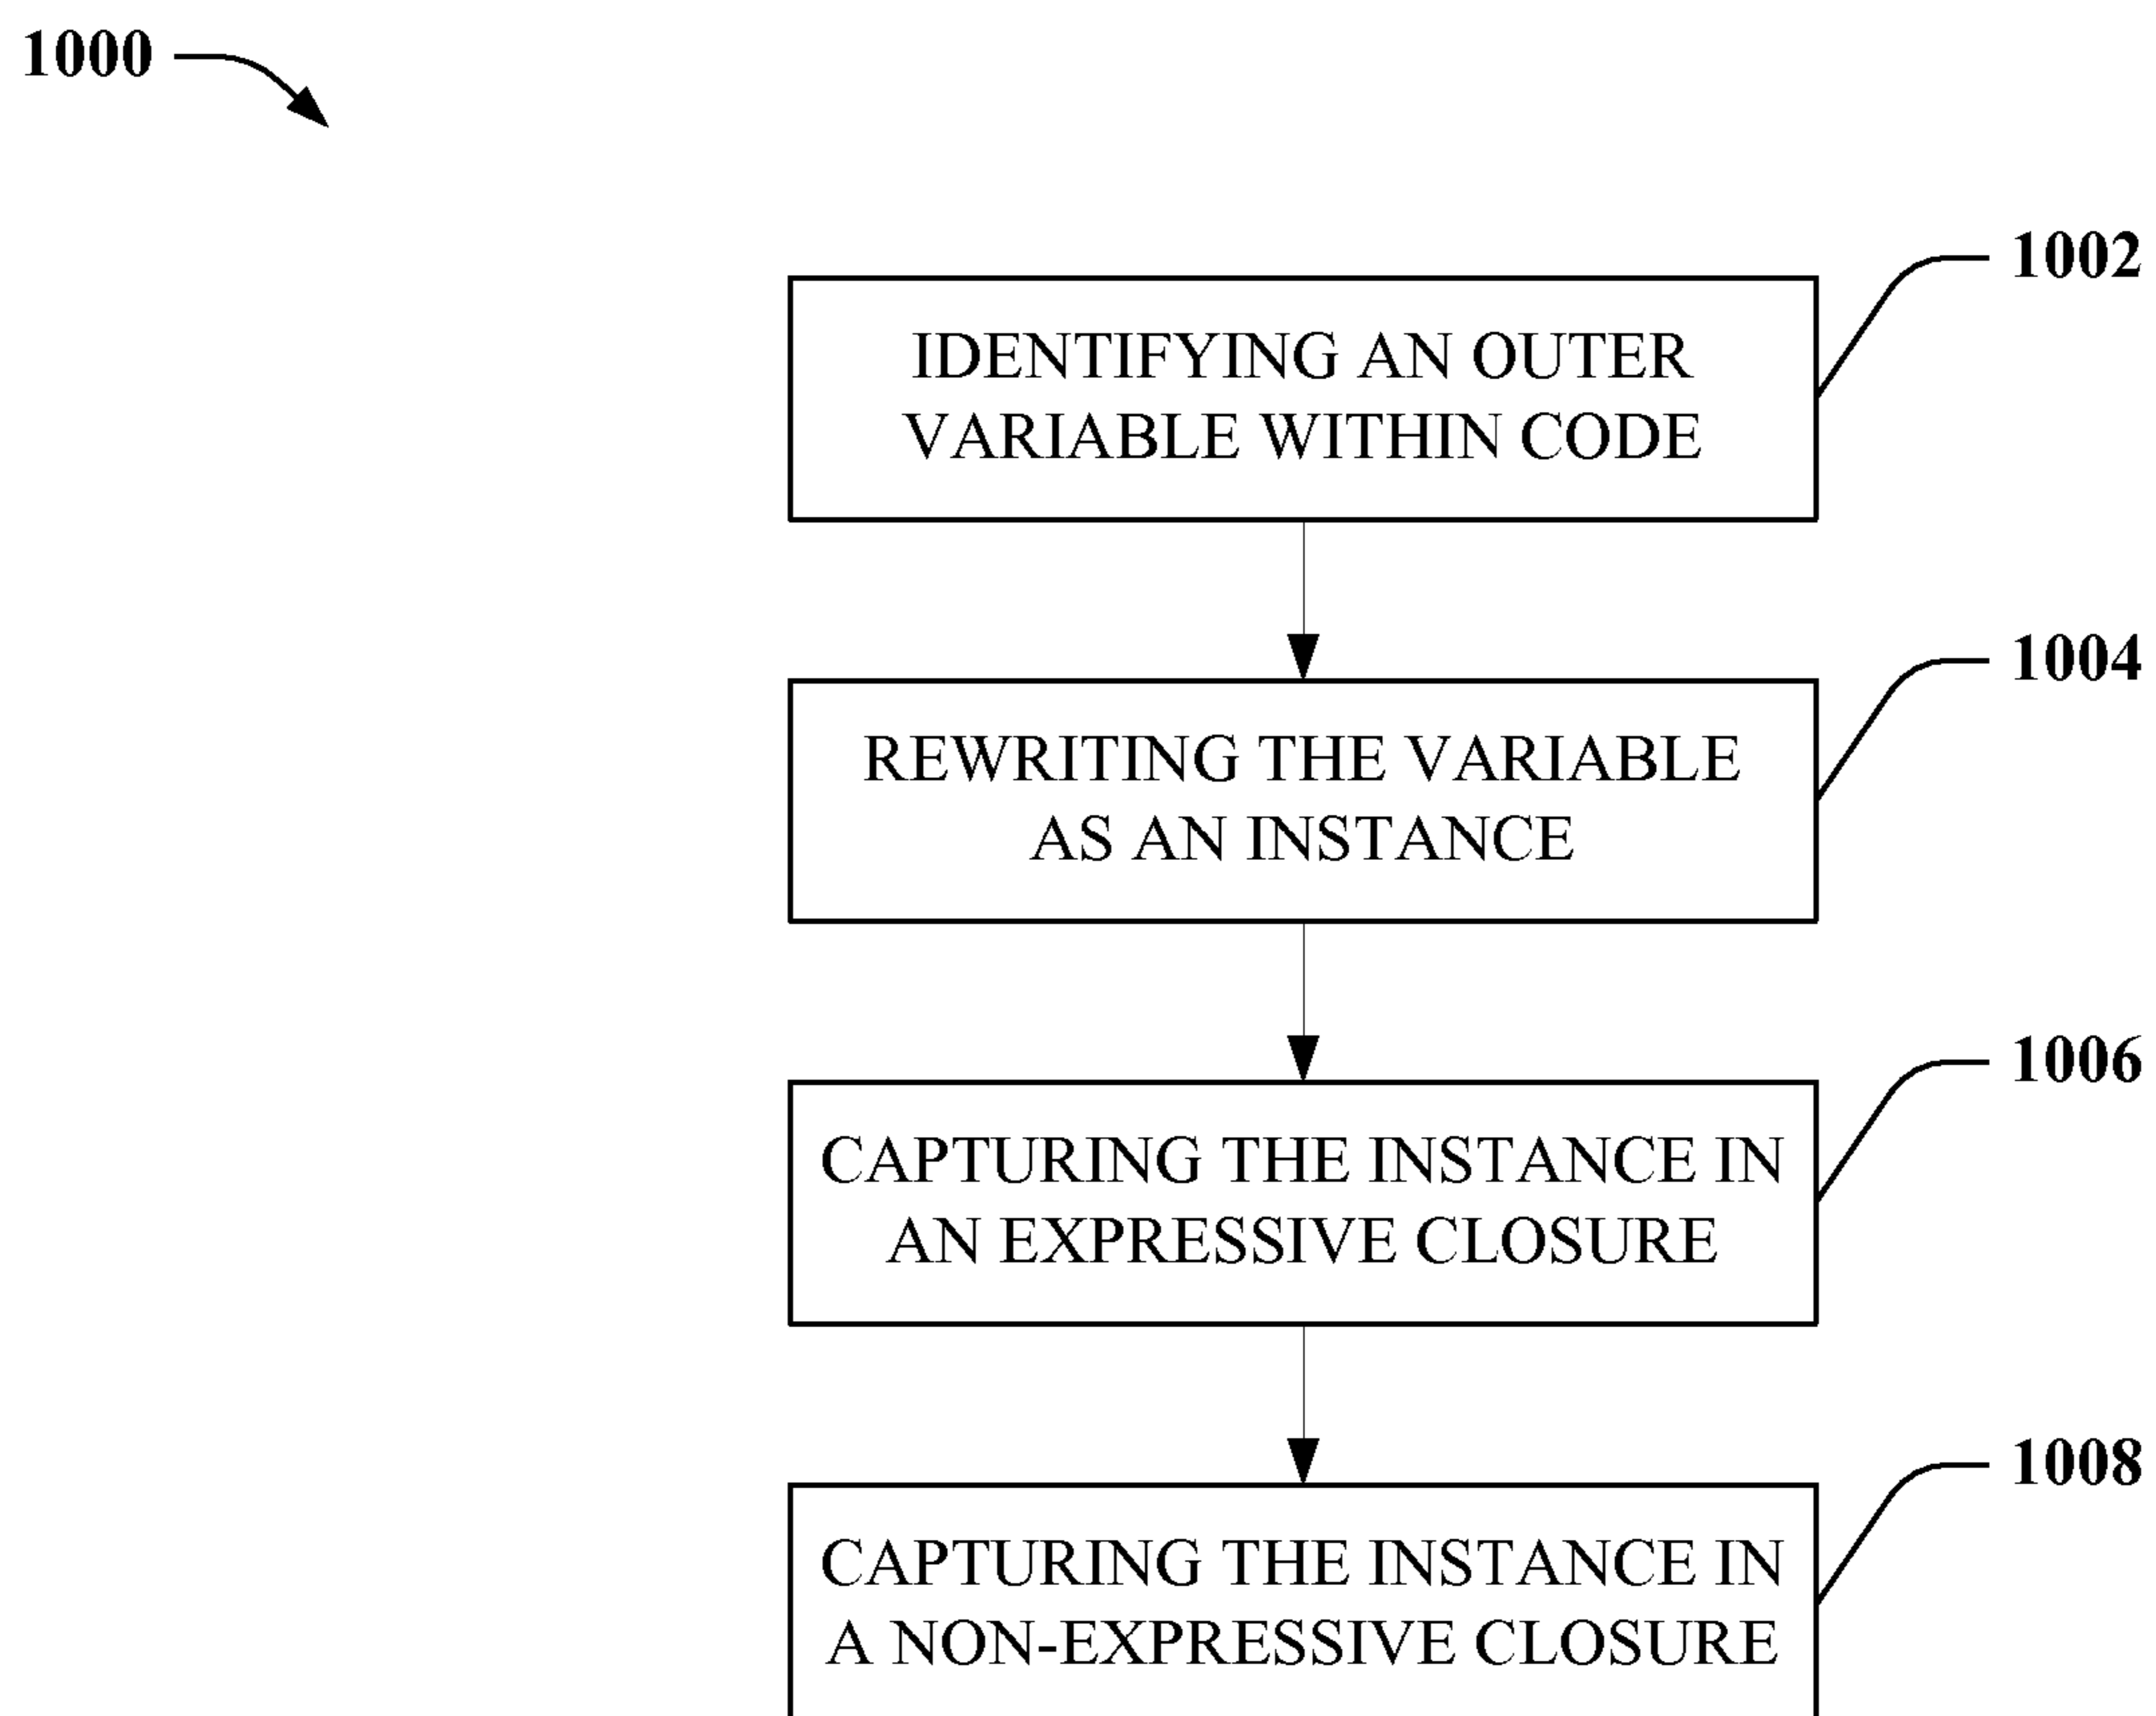 1000
1002
IDENTIFYING AN OUTER
VARIABLE WITHIN CODE
1004
REWRITING THE VARIABLE
AS AN INSTANCE
1006
CAPTURING THE INSTANCE IN
AN EXPRESSIVE CLOSURE
1008
CAPTURING THE INSTANCE IN
A NON-EXPRESSIVE CLOSURE